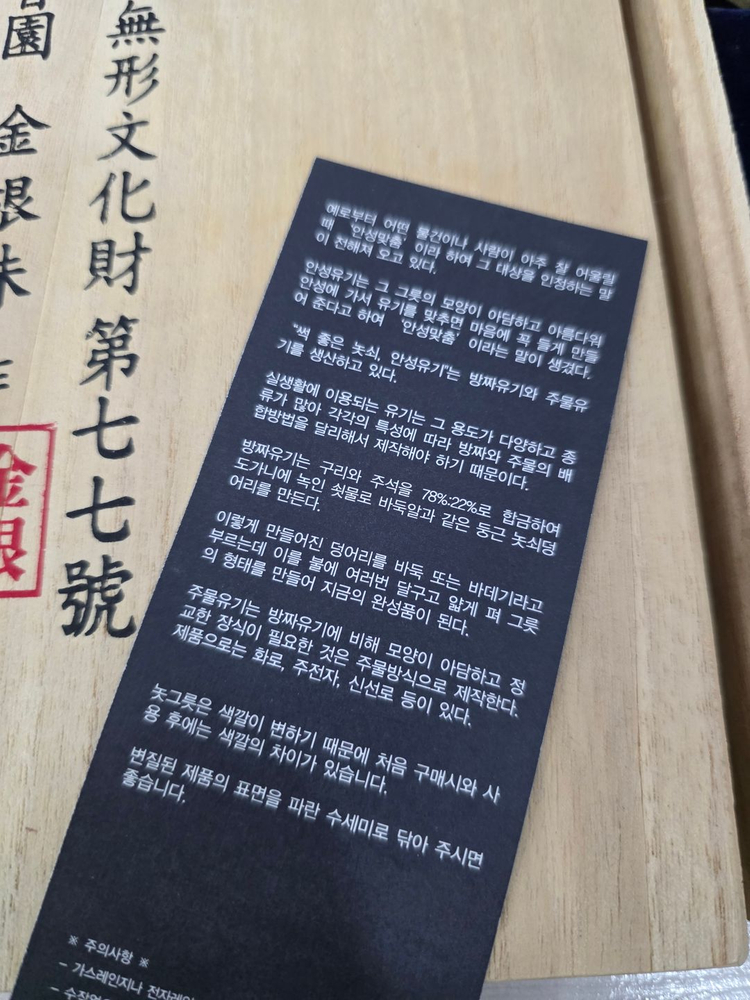 無形文化財 第七七號
園 金根洙 作
金根
예로부터 어떤 물건이나 사람이 아주 잘 어울릴
때 '안성맞춤' 이라 하여 그 대상을 인정하는 말
이 전해져 오고 있다.
안성유기는 그 그릇의 모양이 아담하고 아름다워
안성에 가서 유기를 맞추면 마음에 꼭 들게 만들
어 준다고 하여 '안성맞춤' 이라는 말이 생겼다.
"썩 좋은 놋쇠, 안성유기"는 방짜유기와 주물유
기를 생산하고 있다.
실생활에 이용되는 유기는 그 용도가 다양하고 종
류가 많아 각각의 특성에 따라 방짜와 주물의 배
합방법을 달리해서 제작해야 하기 때문이다.
방짜유기는 구리와 주석을 78%:22%로 합금하여
도가니에 녹인 쇳물로 바둑알과 같은 둥근 놋쇠덩
어리를 만든다.
이렇게 만들어진 덩어리를 바둑 또는 바데기라고
부르는데 이를 불에 여러번 달구고 얇게 펴 그릇
의 형태를 만들어 지금의 완성품이 된다.
주물유기는 방짜유기에 비해 모양이 아담하고 정
교한 장식이 필요한 것은 주물방식으로 제작한다.
제품으로는 화로, 주전자, 신선로 등이 있다.
놋그릇은 색깔이 변하기 때문에 처음 구매시와 사
용 후에는 색깔의 차이가 있습니다.
변질된 제품의 표면을 파란 수세미로 닦아 주시면
좋습니다.
※ 주의사항 ※
- 가스레인지나 전자레인